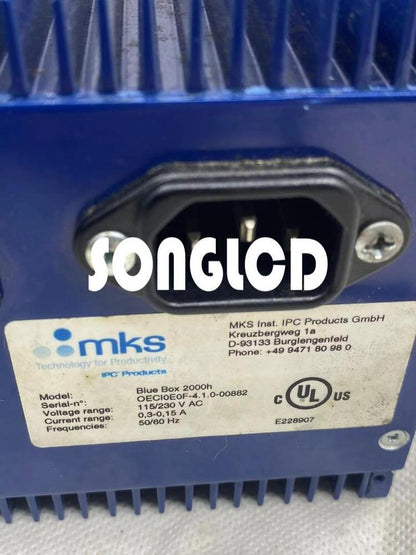 SONGLCD
mks
Technology for Productivity
IPC Products
MKS Inst. IPC Products GmbH
Kreuzbergweg 1a
D-93133 Burglengenfeld
Phone: +49 9471 80 98 0
Model: Blue Box 2000h
Serial-n°: OECI0E0F-4.1.0-00882
Voltage range: 115/230 V AC
Current range: 0,3-0,15 A
Frequencies: 50/60 Hz
C UL US
E228907